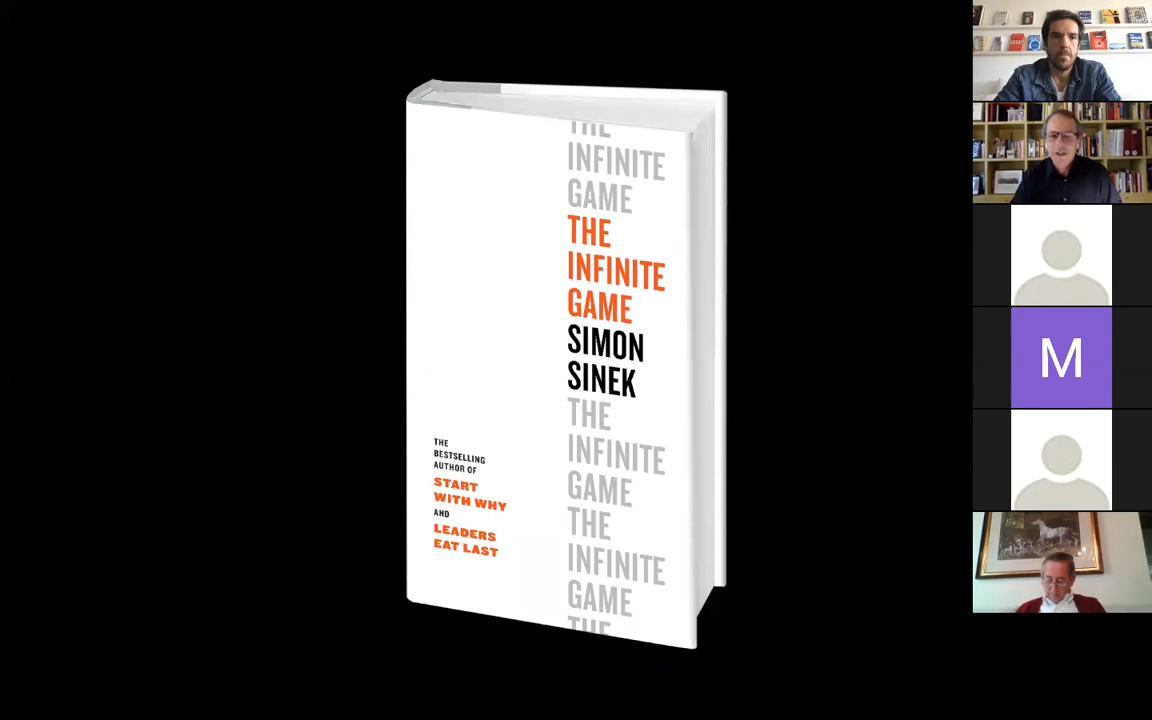 THE
INFINITE
GAME
THE
INFINITE
GAME
SIMON
SINEK
THE
INFINITE
GAME
THE
INFINITE
GAME
THE
THE
BESTSELLING
AUTHOR OF
START
WITH WHY
AND
LEADERS
EAT LAST
M